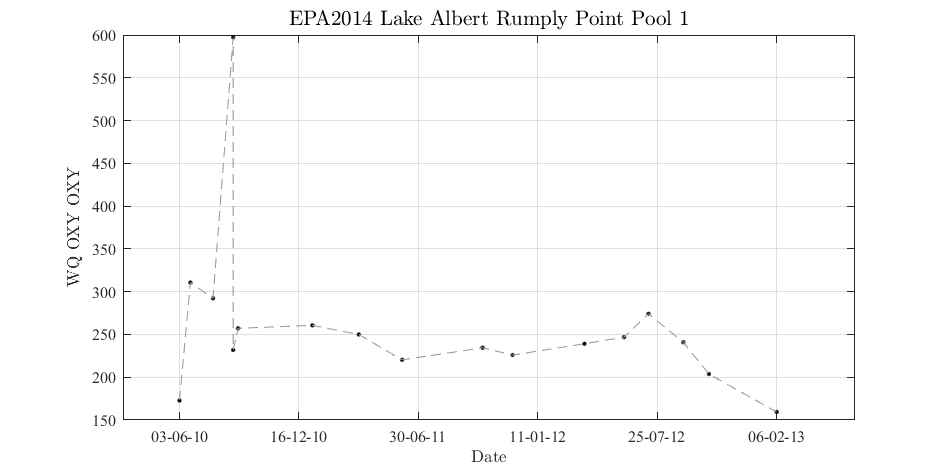 EPA2014 Lake Albert Rumply Point Pool 1
600
550
500
450
400
350
300
250
200
150
WQ OXY OXY
03-06-10 16-12-10 30-06-11 11-01-12 25-07-12 06-02-13
Date